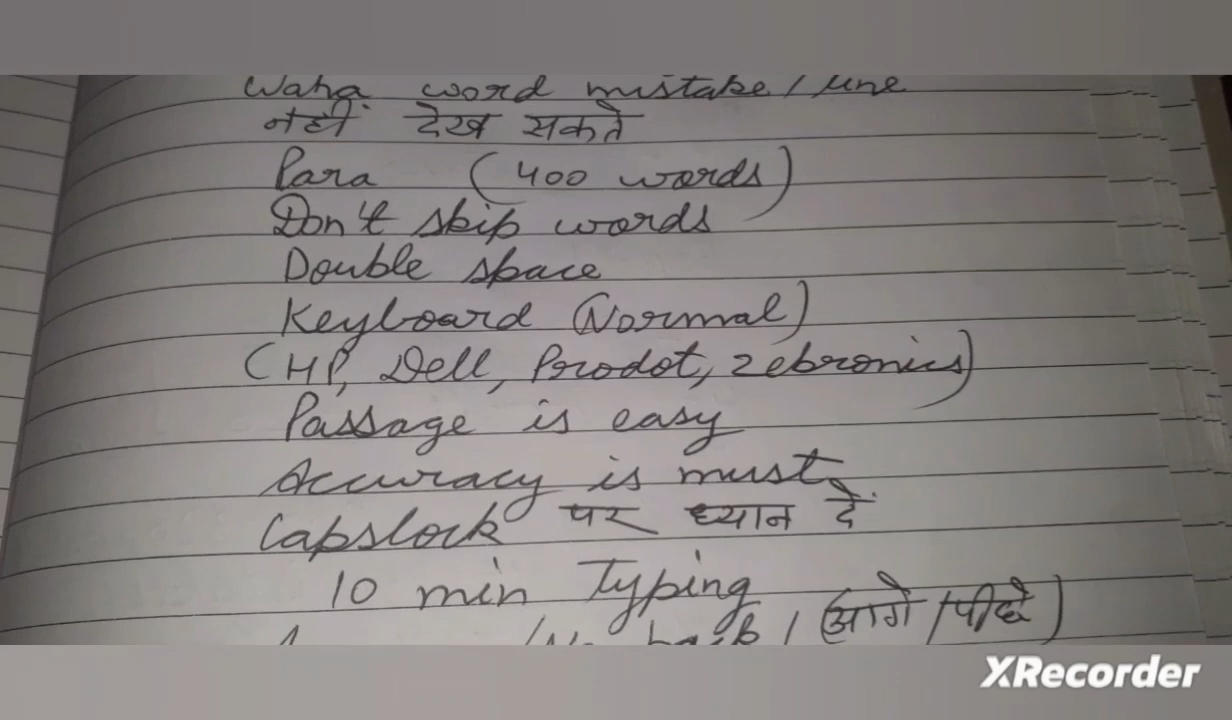 Waha word mistake / line
नहीं देख सकते
Para (400 words)
Don't skip words
Double space
Keyboard (Normal)
(HP, Dell, Prodot, zebronics)
Passage is easy
Accuracy is must
Capslock पर ध्यान दें
10 min Typing
/ (आगे / पीछे)
XRecorder